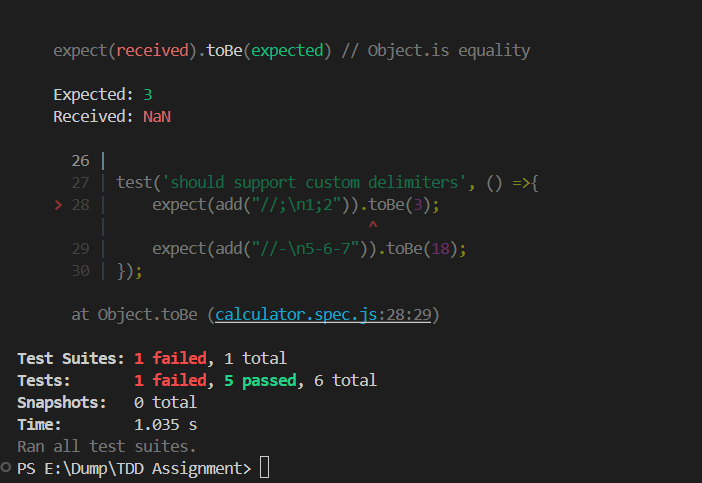 expect(received).toBe(expected) // Object.is equality
Expected: 3
Received: NaN
26 |
27 | test('should support custom delimiters', () =>{
> 28 |     expect(add("//;\n1;2")).toBe(3);
|                             ^
29 |     expect(add("//-\n5-6-7")).toBe(18);
30 | });
at Object.toBe (calculator.spec.js:28:29)
Test Suites: 1 failed, 1 total
Tests:       1 failed, 5 passed, 6 total
Snapshots:   0 total
Time:        1.035 s
Ran all test suites.
PS E:\Dump\TDD Assignment>